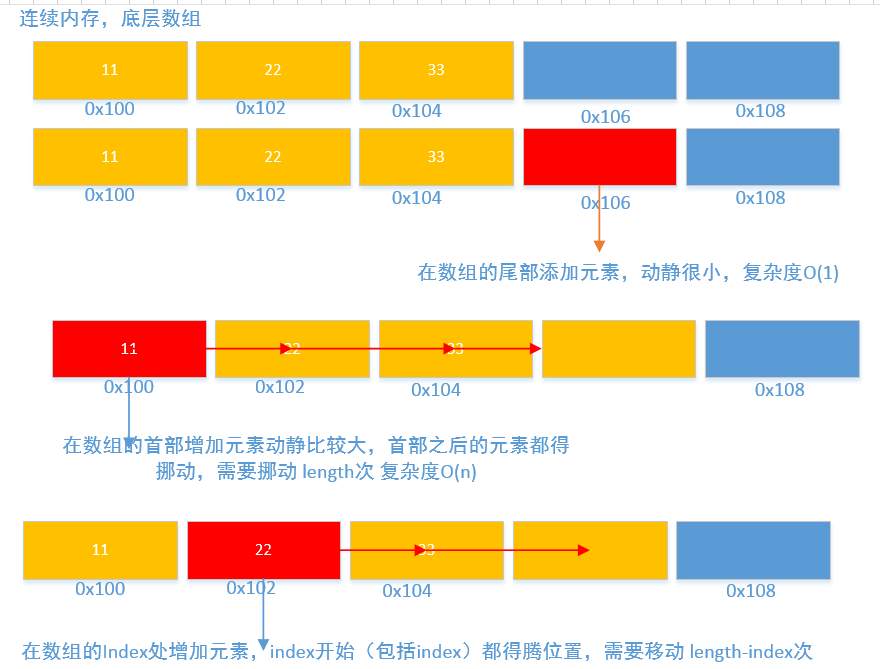 连续内存，底层数组
11 22 33
0x100 0x102 0x104 0x106 0x108
11 22 33
0x100 0x102 0x104 0x106 0x108
在数组的尾部添加元素，动静很小，复杂度O(1)
11 22 33
0x100 0x102 0x104 0x108
在数组的首部增加元素动静比较大，首部之后的元素都得
挪动，需要挪动 length次 复杂度O(n)
11 22 33
0x100 0x102 0x104 0x108
在数组的Index处增加元素，index开始（包括index）都得腾位置，需要移动 length-index次